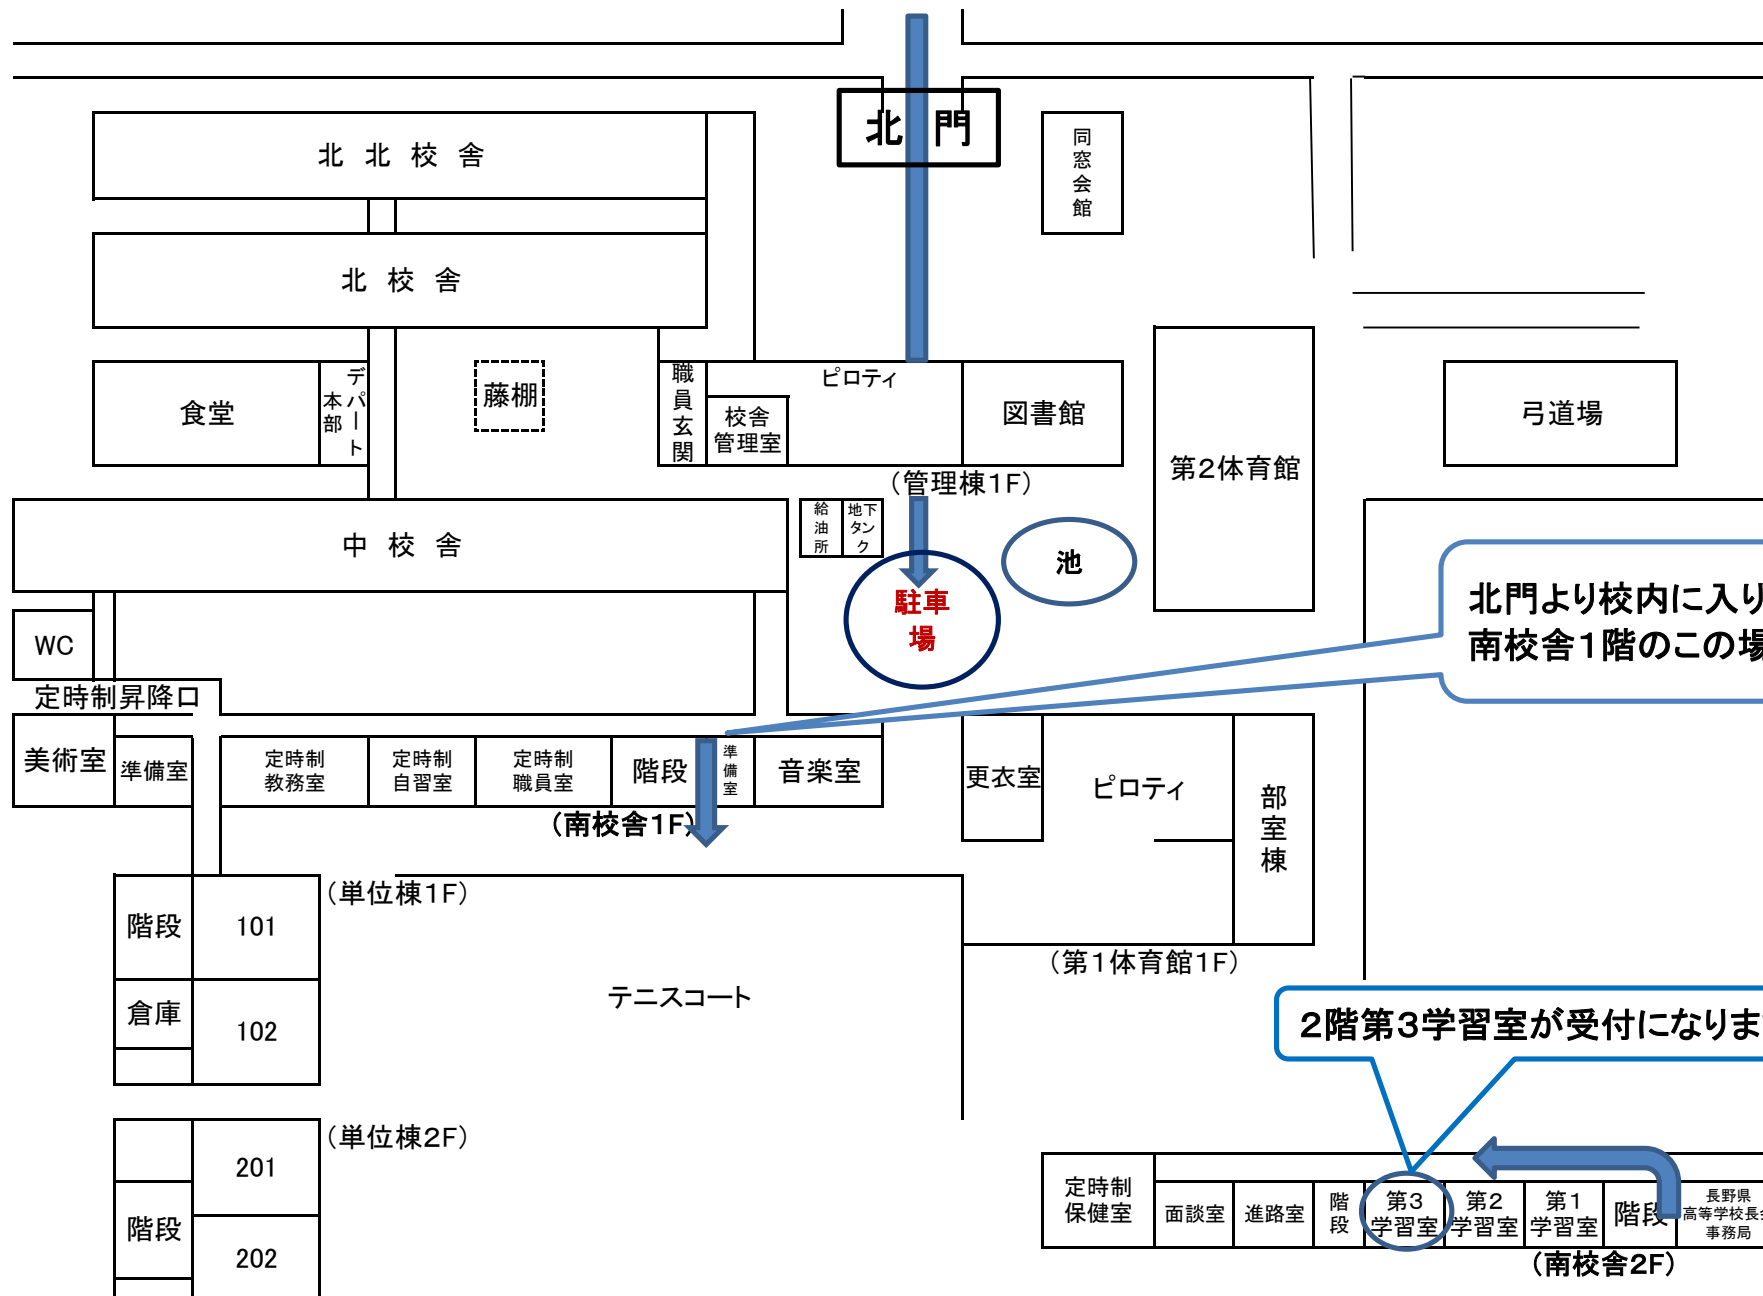 北 門
同窓会館
北 北 校 舎
北 校 舎
食堂
デパート
本部
藤棚
職員玄関
校舎
管理室
ピロティ
図書館
(管理棟1F)
第2体育館
弓道場
中 校 舎
給油所
地下
タン
ク
駐車
場
池
北門より校内に入り
南校舎1階のこの場
WC
定時制昇降口
美術室
準備室
定時制
教務室
定時制
自習室
定時制
職員室
階段
準備室
音楽室
(南校舎1F)
更衣室
ピロティ
部室棟
(第1体育館1F)
階段
101
(単位棟1F)
倉庫
102
テニスコート
2階第3学習室が受付になりま
201
(単位棟2F)
階段
202
定時制
保健室
面談室
進路室
階段
第3
学習室
第2
学習室
第1
学習室
階段
長野県
高等学校長会
事務局
(南校舎2F)